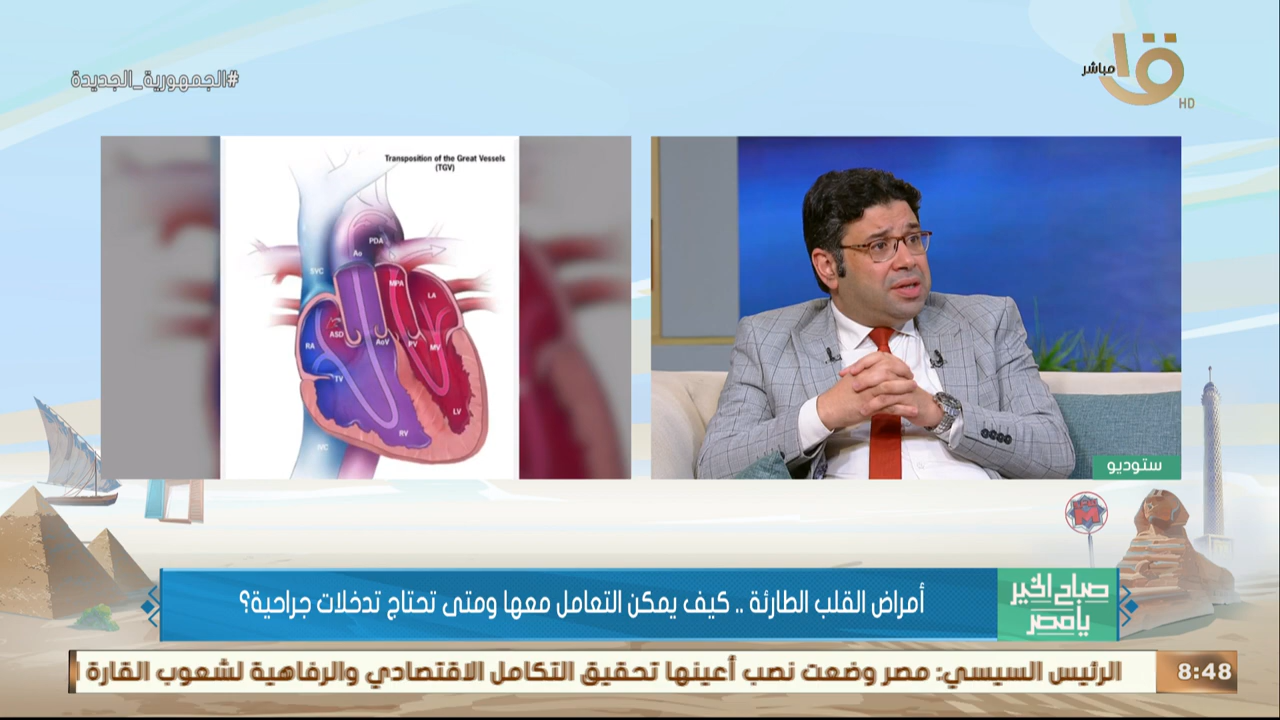 #الجمهورية_الجديدة
مباشر
HD
Transposition of the Great Vessels
(TGV)
PDA
Ao
SVC
MPA
LA
ASD
RA
AoV
PV
MV
TV
LV
RV
IVC
ستوديو
صباح الخير
يا مصر
أمراض القلب الطارئة .. كيف يمكن التعامل معها ومتى تحتاج تدخلات جراحية؟
8:48
الرئيس السيسي: مصر وضعت نصب أعينها تحقيق التكامل الاقتصادي والرفاهية لشعوب القارة ا